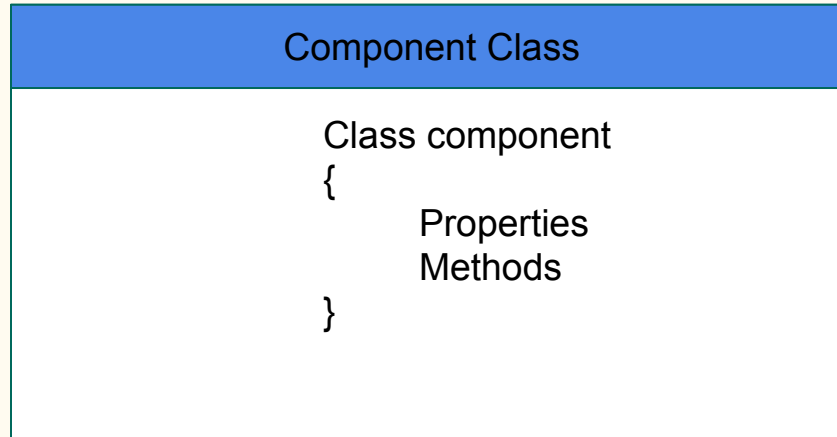 Component Class
Class component
{
Properties
Methods
}